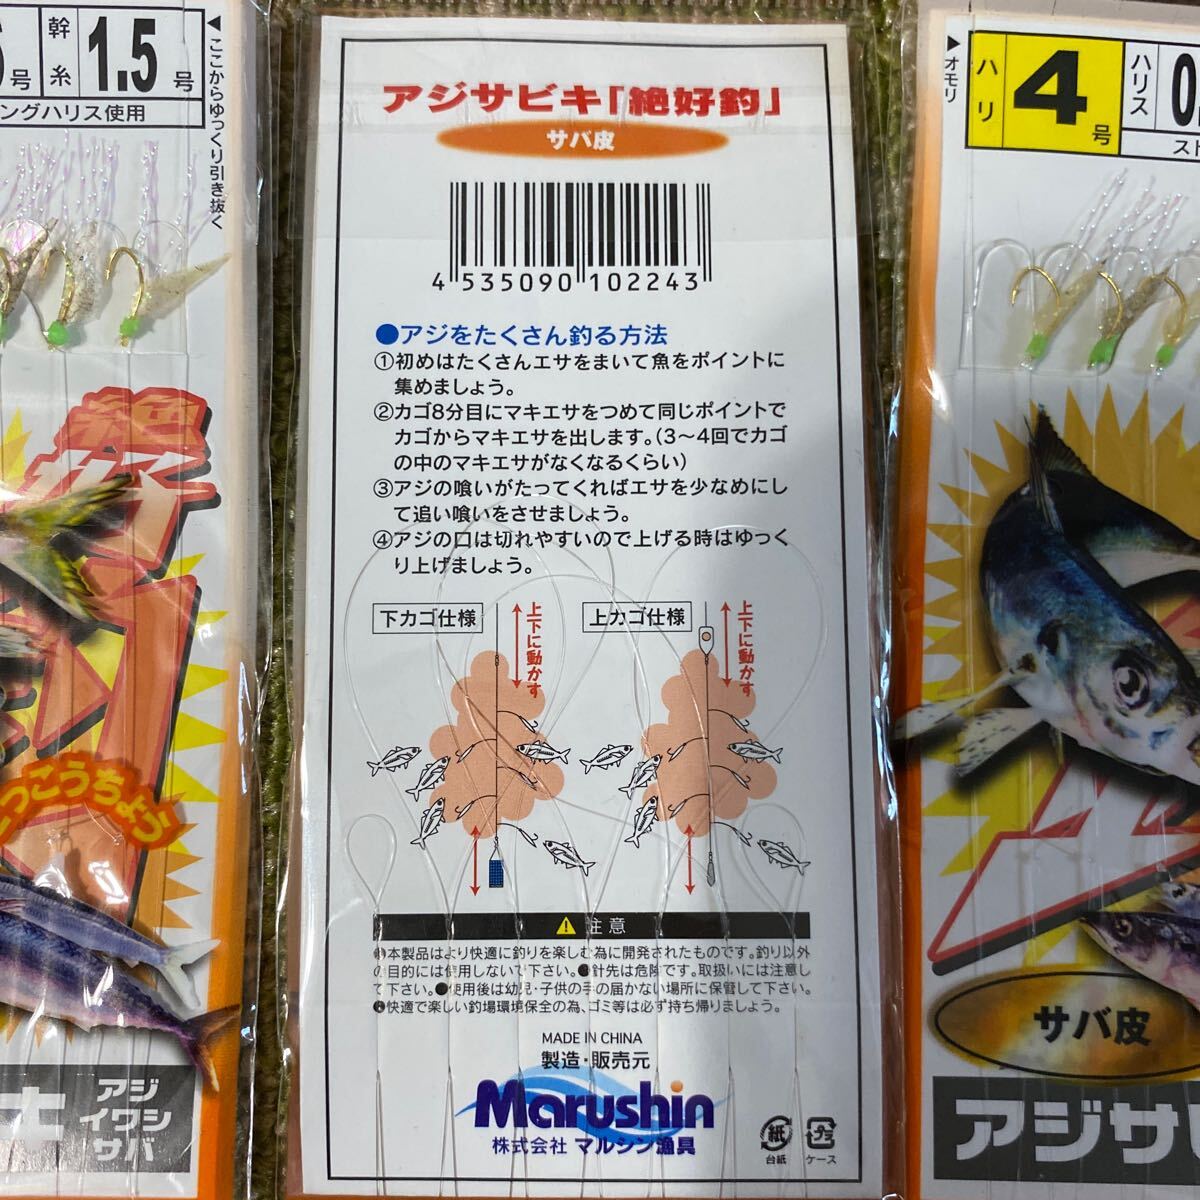 号
幹糸
1.5
号
ングハリス使用
◀ここからゆっくり引き抜く
こうちょう
アジ
イワシ
サバ
アジサビキ「絶好釣」
サバ皮
4 535090 102243
●アジをたくさん釣る方法
①初めはたくさんエサをまいて魚をポイントに
集めましょう。
②カゴ8分目にマキエサをつめて同じポイントで
カゴからマキエサを出します。(3〜4回でカゴ
の中のマキエサがなくなるくらい)
③アジの喰いがたってくればエサを少なめにし
て追い喰いをさせましょう。
④アジの口は切れやすいので上げる時はゆっく
り上げましょう。
下カゴ仕様
上下に動かす
上カゴ仕様
上下に動かす
注意
●本製品はより快適に釣りを楽しむ為に開発されたものです。釣り以外
の目的には使用しないで下さい。●針先は危険です。取扱いには注意し
て下さい。●使用後は幼児・子供の手の届かない場所に保管して下さい。
●快適で楽しい釣場環境保全の為、ゴミ等は必ず持ち帰りましょう。
MADE IN CHINA
製造・販売元
Marushin
株式会社 マルシン漁具
紙
台紙
プラ
ケース
◀オモリ
ハリ
4
号
ハリス
0.
スト
サバ皮
アジサ